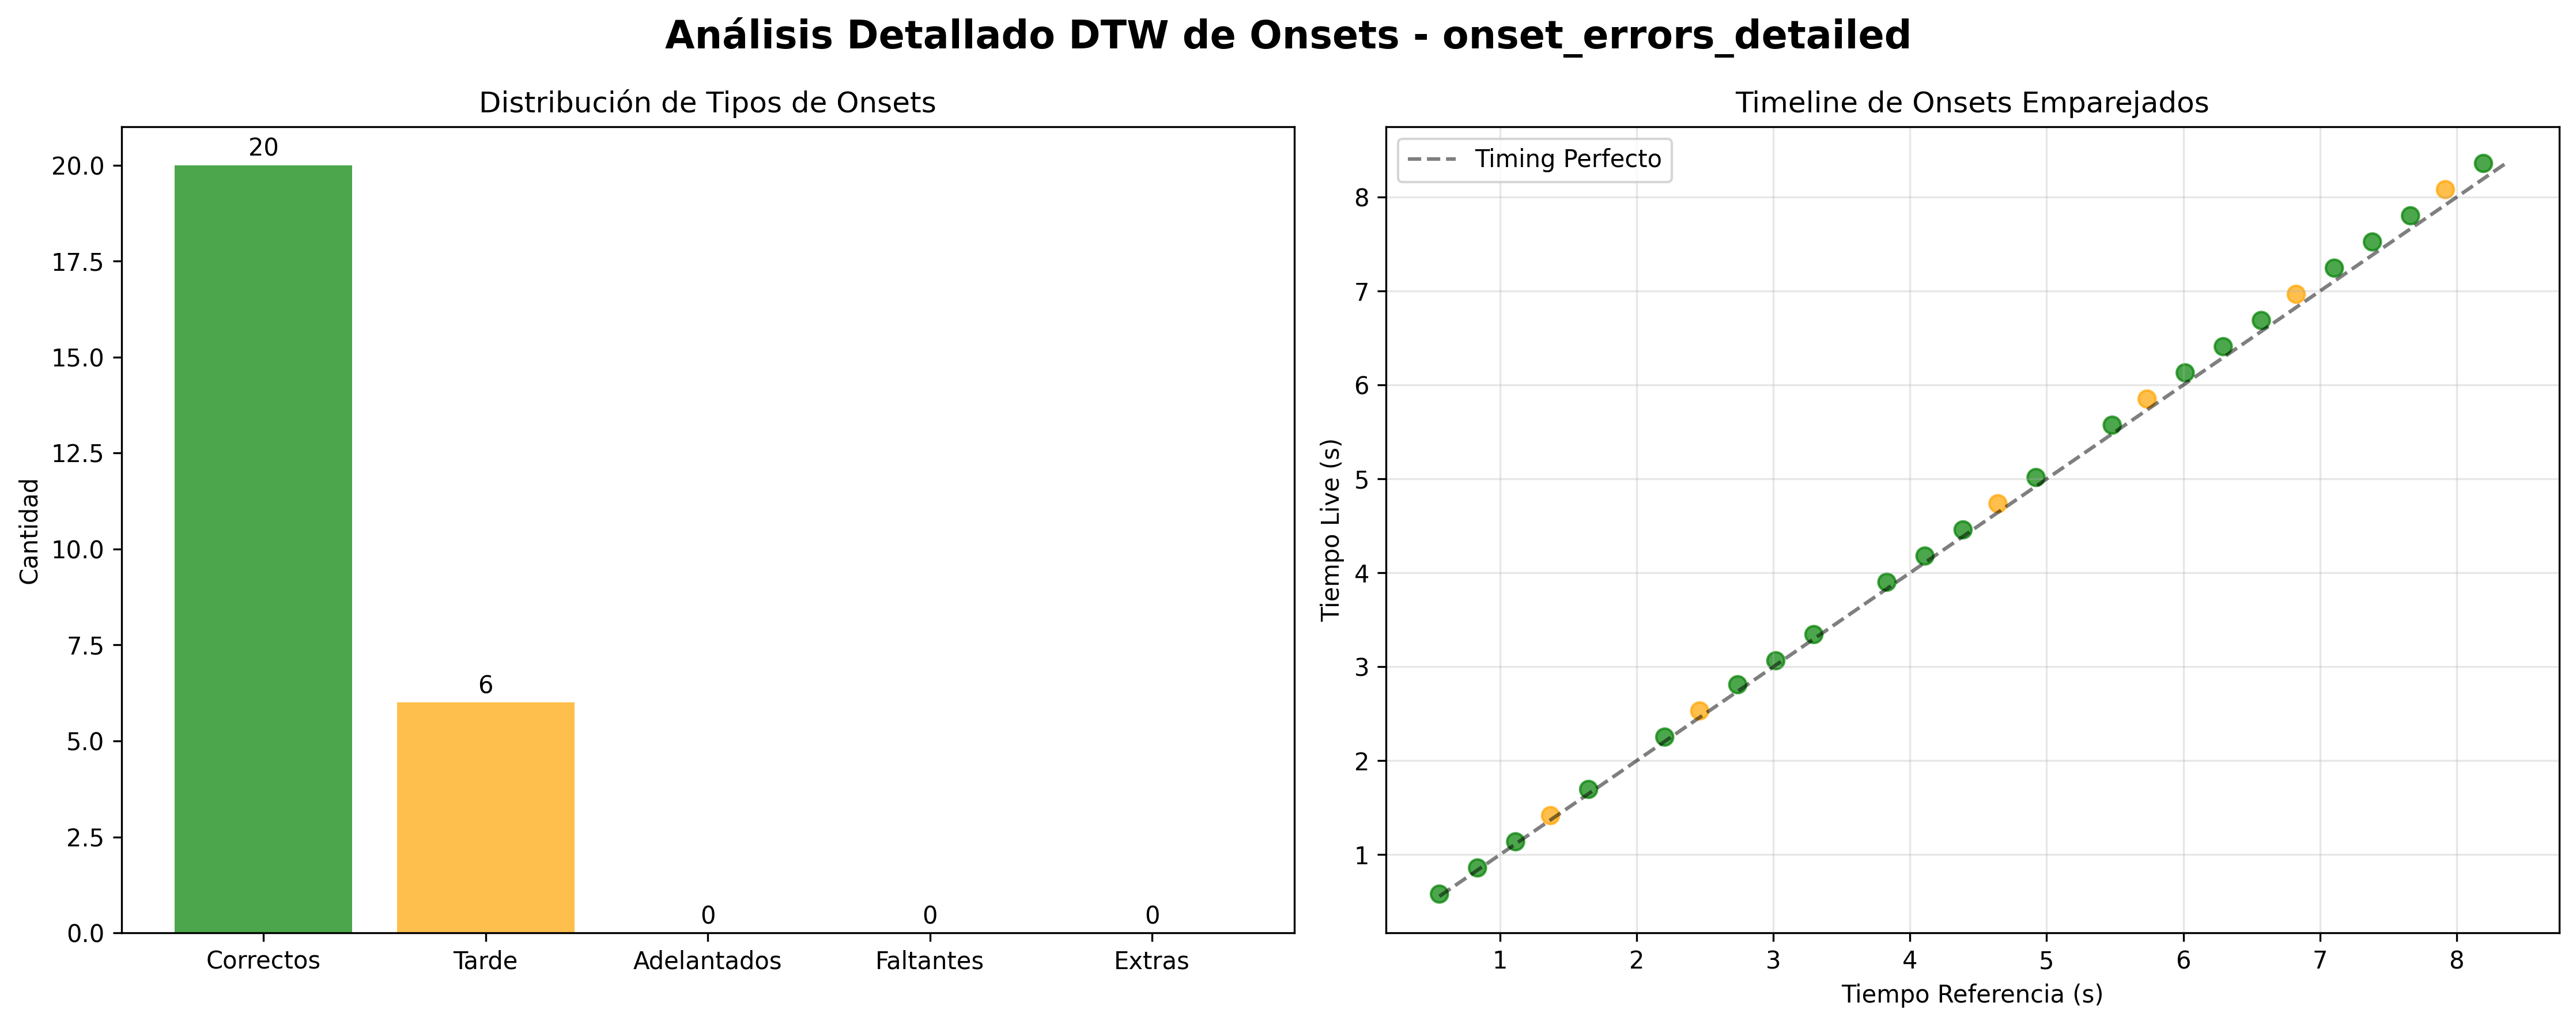 Análisis Detallado DTW de Onsets - onset_errors_detailed
Distribución de Tipos de Onsets
Cantidad
20.0
17.5
15.0
12.5
10.0
7.5
5.0
2.5
0.0
20
6
0
0
0
Correctos
Tarde
Adelantados
Faltantes
Extras
Timeline de Onsets Emparejados
Timing Perfecto
Tiempo Live (s)
8
7
6
5
4
3
2
1
1
2
3
4
5
6
7
8
Tiempo Referencia (s)